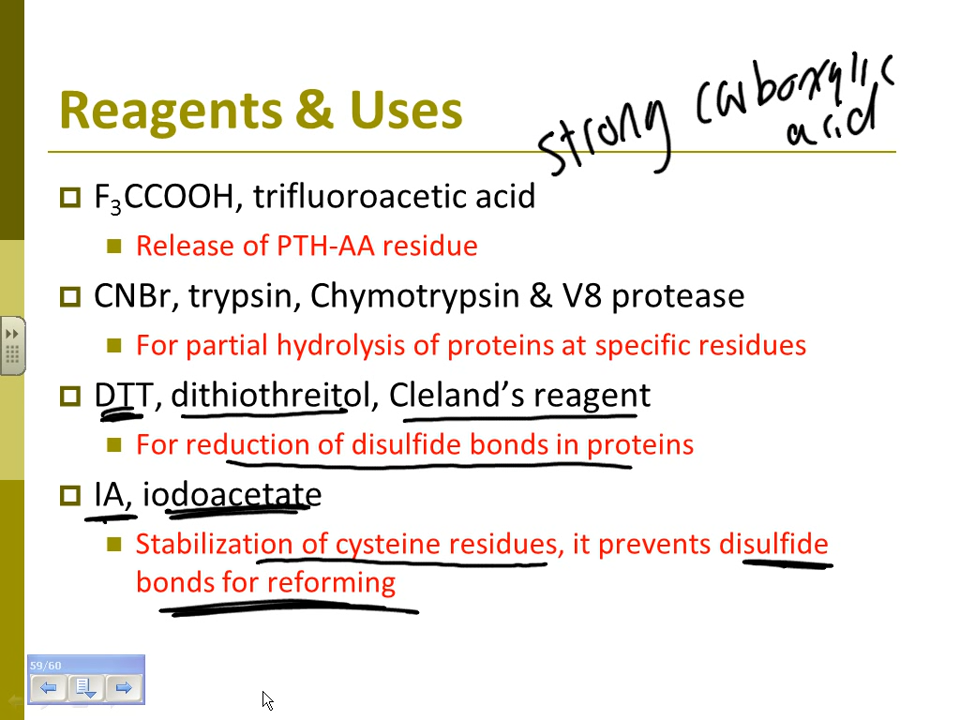 strong carboxylic
acid
Reagents & Uses
F₃CCOOH, trifluoroacetic acid
Release of PTH-AA residue
CNBr, trypsin, Chymotrypsin & V8 protease
For partial hydrolysis of proteins at specific residues
DTT, dithiothreitol, Cleland's reagent
For reduction of disulfide bonds in proteins
IA, iodoacetate
Stabilization of cysteine residues, it prevents disulfide
bonds for reforming
59/60